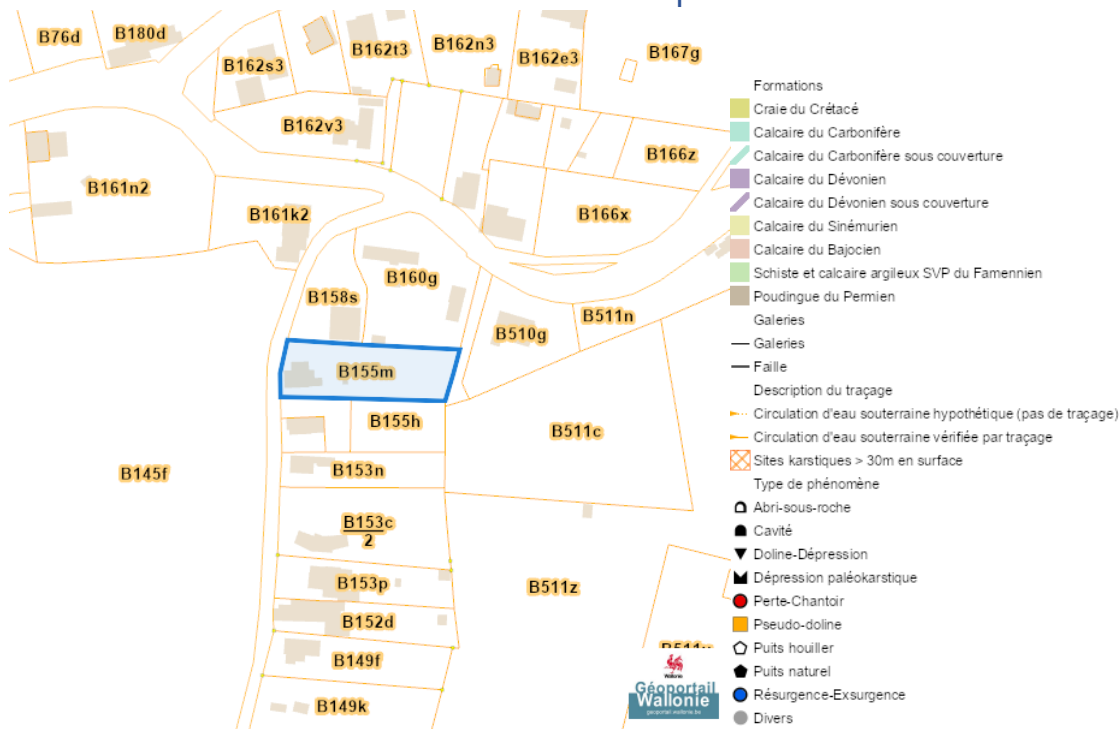 B76d
B180d
B162s3
B162t3
B162n3
B162e3
B167g
B162v3
B166z
B161n2
B161k2
B166x
B160g
B158s
B510g
B511n
B155m
B155h
B511c
B145f
B153n
B153c
2
B153p
B511z
B152d
B149f
B149k
Formations
Craie du Crétacé
Calcaire du Carbonifère
Calcaire du Carbonifère sous couverture
Calcaire du Dévonien
Calcaire du Dévonien sous couverture
Calcaire du Sinémurien
Calcaire du Bajocien
Schiste et calcaire argileux SVP du Famennien
Poudingue du Permien
Galeries
Galeries
Faille
Description du traçage
Circulation d'eau souterraine hypothétique (pas de traçage)
Circulation d'eau souterraine vérifiée par traçage
Sites karstiques > 30m en surface
Type de phénomène
Abri-sous-roche
Cavité
Doline-Dépression
Dépression paléokarstique
Perte-Chantoir
Pseudo-doline
Puits houiller
Puits naturel
Résurgence-Exsurgence
Divers
Wallonie
Géoportail
Wallonie
geoportail.wallonie.be